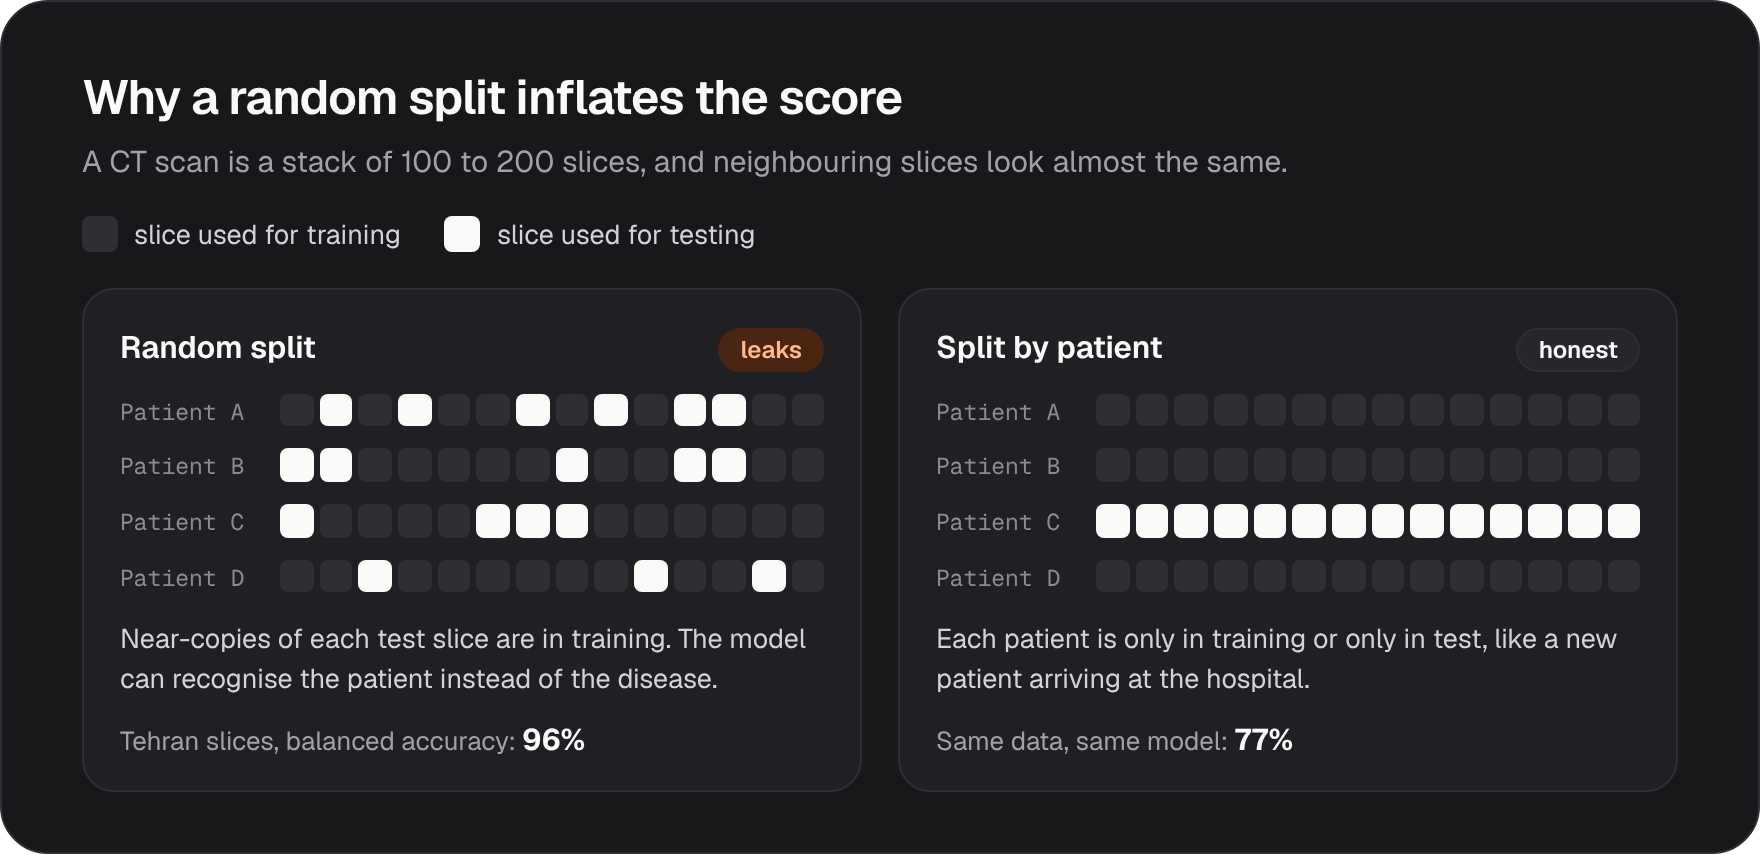 Why a random split inflates the score
A CT scan is a stack of 100 to 200 slices, and neighbouring slices look almost the same.
slice used for training
slice used for testing
Random split
leaks
Patient A
Patient B
Patient C
Patient D
Near-copies of each test slice are in training. The model
can recognise the patient instead of the disease.
Tehran slices, balanced accuracy: 96%
Split by patient
honest
Patient A
Patient B
Patient C
Patient D
Each patient is only in training or only in test, like a new
patient arriving at the hospital.
Same data, same model: 77%